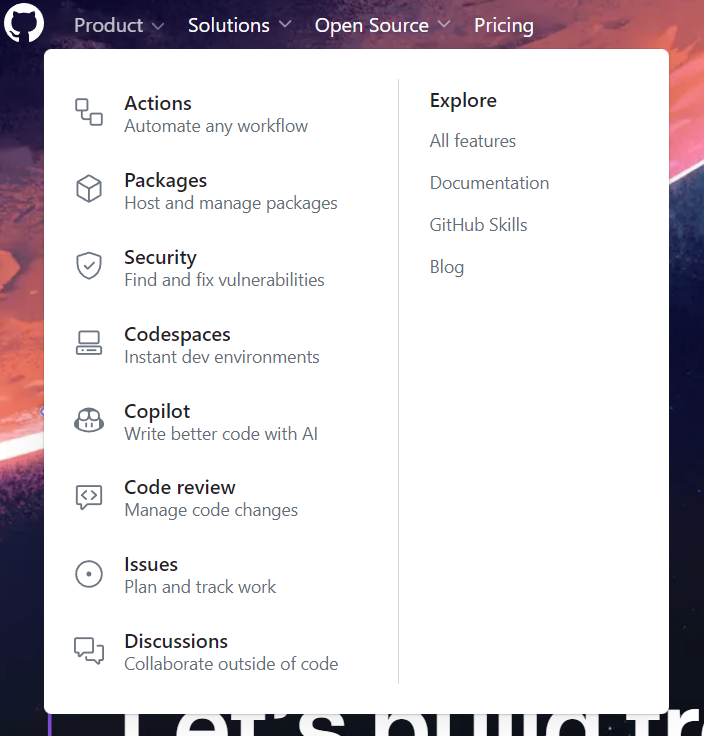 Product
Solutions
Open Source
Pricing
Actions
Automate any workflow
Packages
Host and manage packages
Security
Find and fix vulnerabilities
Codespaces
Instant dev environments
Copilot
Write better code with AI
Code review
Manage code changes
Issues
Plan and track work
Discussions
Collaborate outside of code
Explore
All features
Documentation
GitHub Skills
Blog
Let's build